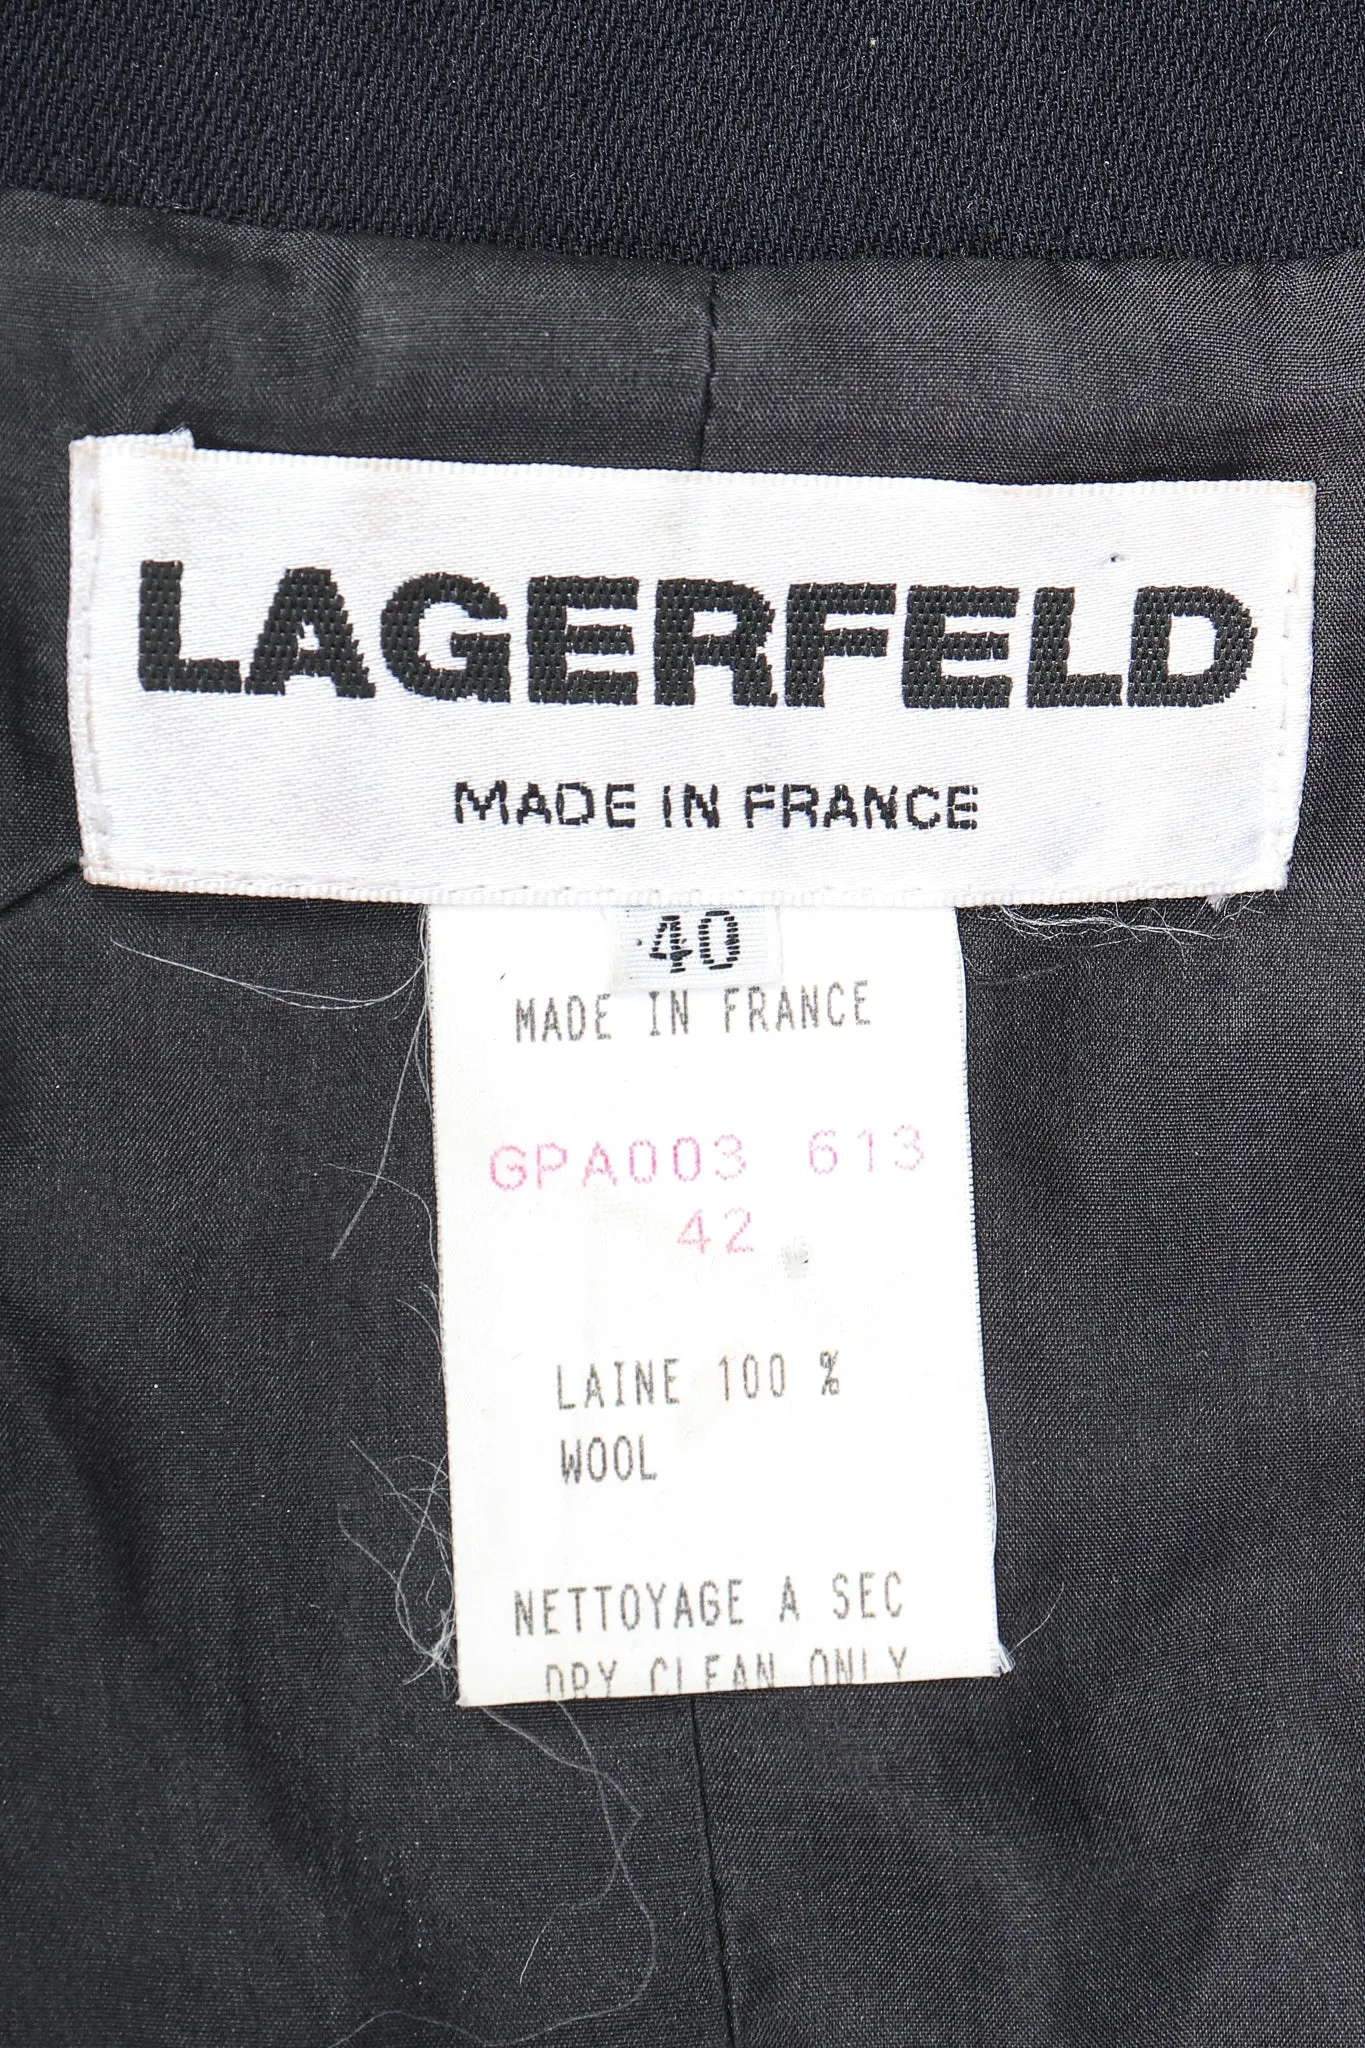 LAGERFELD
MADE IN FRANCE
40
MADE IN FRANCE
GPA003 613
42
LAINE 100 %
WOOL
NETTOYAGE A SEC
DRY CLEAN ONLY